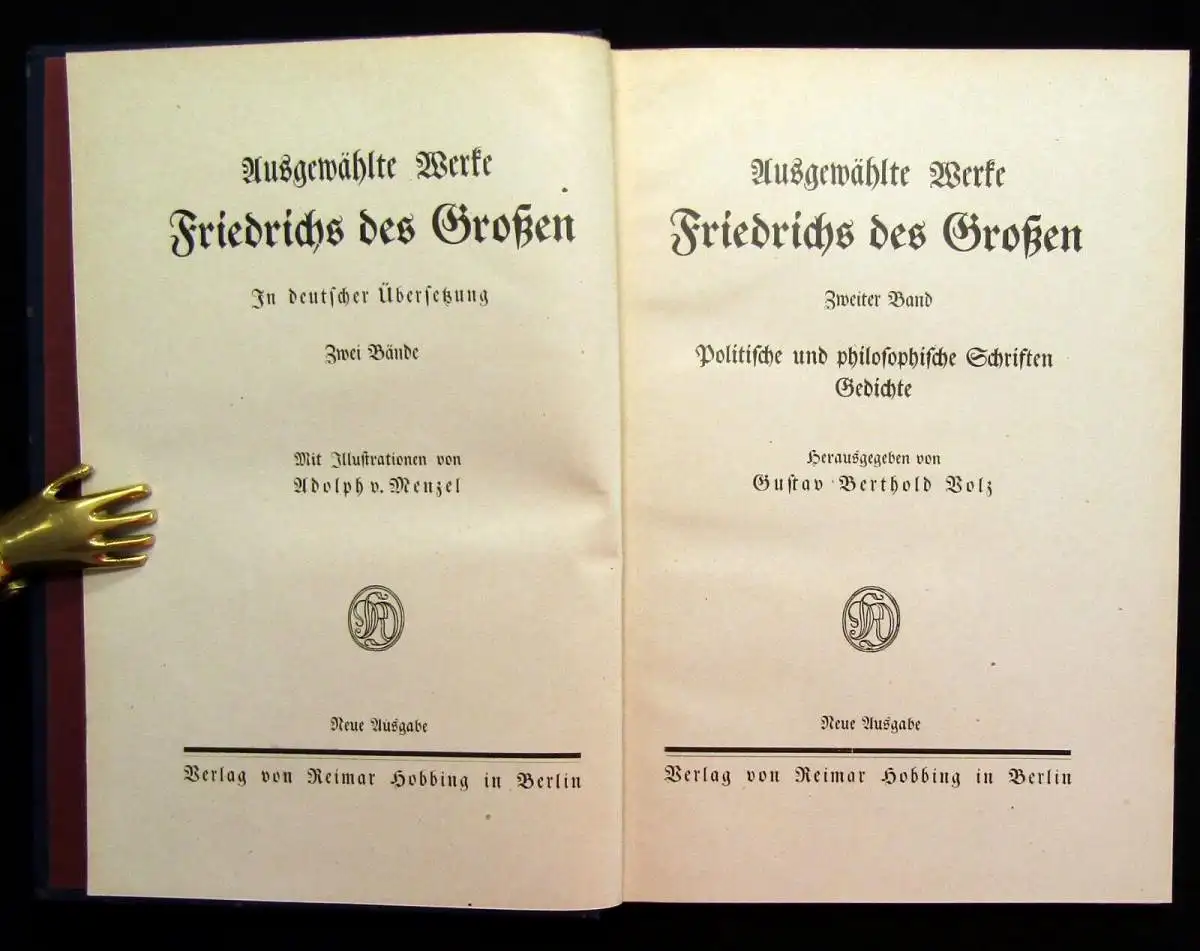 Ausgewählte Werke
Friedrichs des Großen
In deutscher Übersetzung
Zwei Bände
Mit Illustrationen von
Adolph v. Menzel
Neue Ausgabe
Verlag von Reimar Hobbing in Berlin
Ausgewählte Werke
Friedrichs des Großen
Zweiter Band
Politische und philosophische Schriften
Gedichte
Herausgegeben von
Gustav Berthold Volz
Neue Ausgabe
Verlag von Reimar Hobbing in Berlin